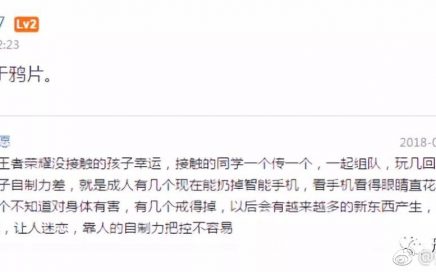 7 Lv2
2:23
于鸦片。
愿
2018-0
王者荣耀没接触的孩子幸运，接触的同学一个传一个，一起组队，玩几回
子自制力差，就是成人有几个现在能扔掉智能手机，看手机看得眼睛直花
个不知道对身体有害，有几个戒得掉，以后会有越来越多的新东西产生，
，让人迷恋，靠人的自制力把控不容易